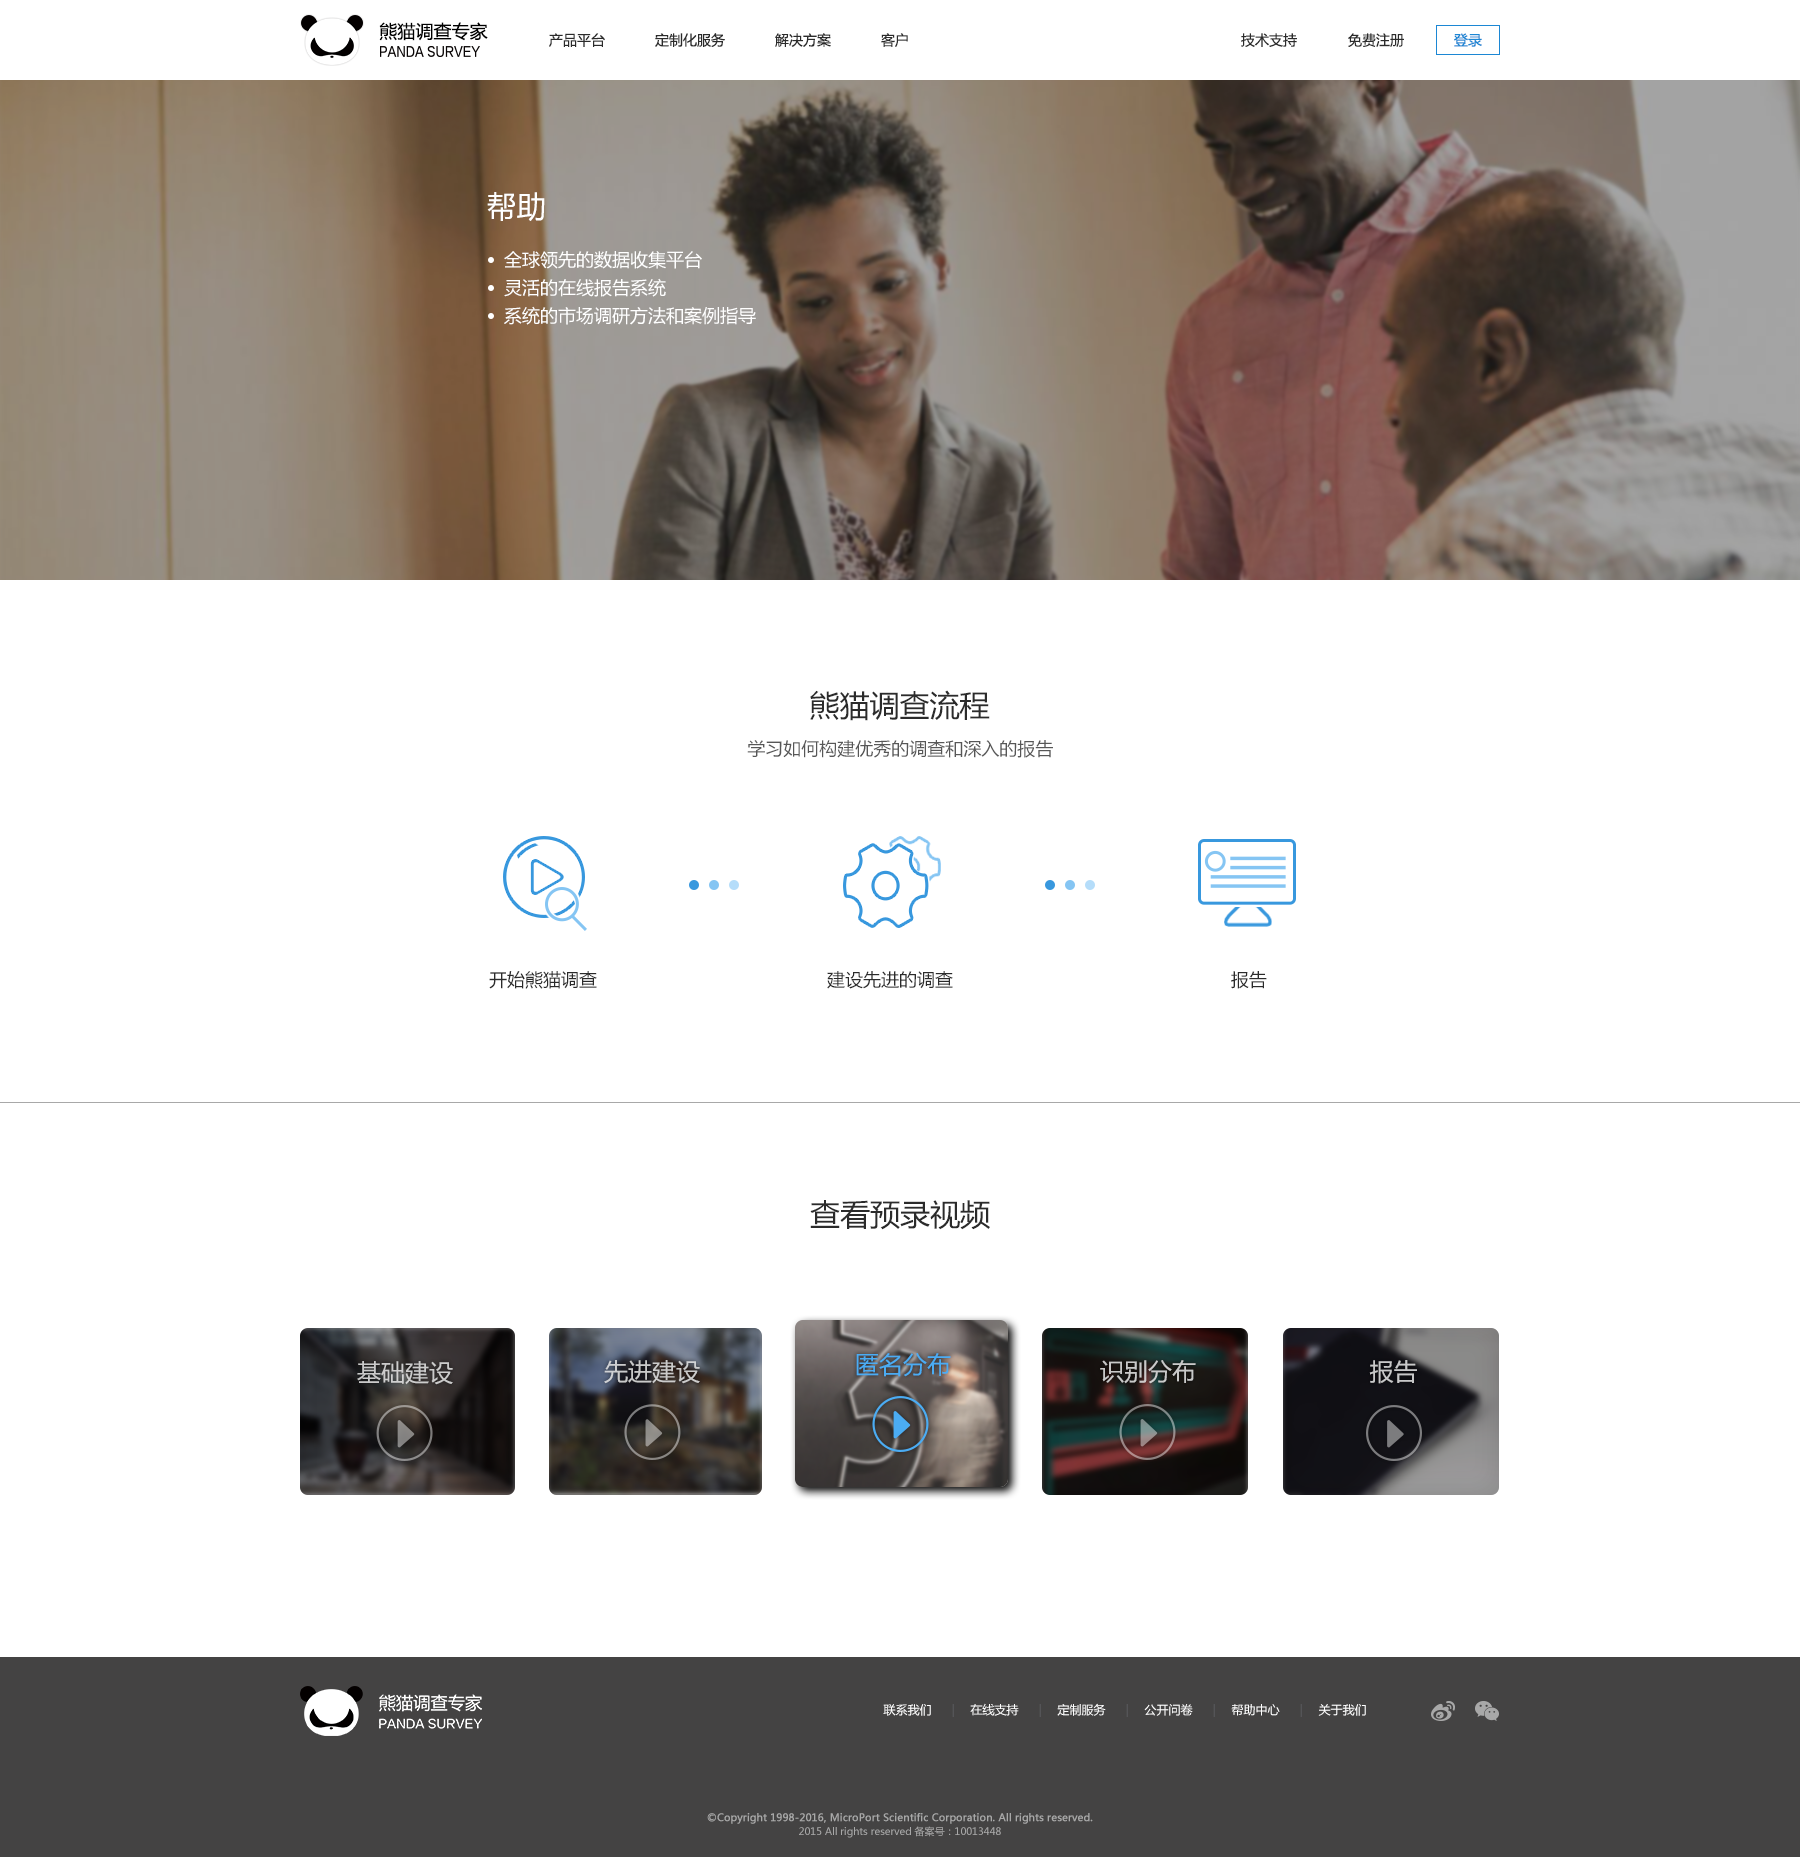 熊猫调查专家
PANDA SURVEY
产品平台
定制化服务
解决方案
客户
技术支持
免费注册
登录
帮助
• 全球领先的数据收集平台
• 灵活的在线报告系统
• 系统的市场调研方法和案例指导
熊猫调查流程
学习如何构建优秀的调查和深入的报告
开始熊猫调查
建设先进的调查
报告
查看预录视频
基础建设
先进建设
匿名分布
识别分布
报告
熊猫调查专家
PANDA SURVEY
联系我们 | 在线支持 | 定制服务 | 公开问卷 | 帮助中心 | 关于我们
©Copyright 1998-2016, MicroPort Scientific Corporation. All rights reserved.
2015 All rights reserved 备案号：10013448